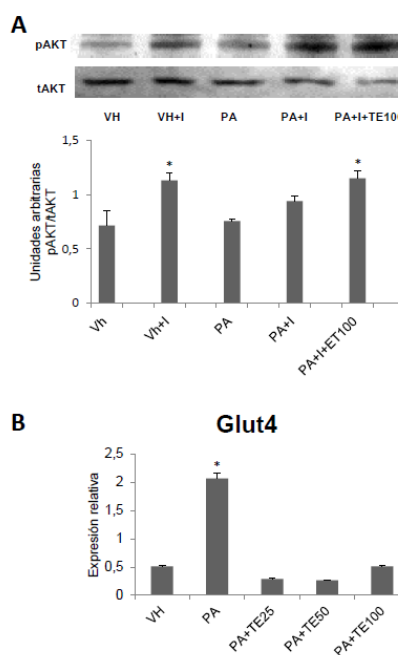 A
pAKT
tAKT
VH VH+I PA PA+I PA+I+TE100
Unidades arbitrarias
pAKT/tAKT
1,5
1
0,5
0
*
*
Vh
Vh+I
PA
PA+I
PA+I+ET100
B
Glut4
Expresión relativa
2,5
2
1,5
1
0,5
0
*
VH
PA
PA+TE25
PA+TE50
PA+TE100